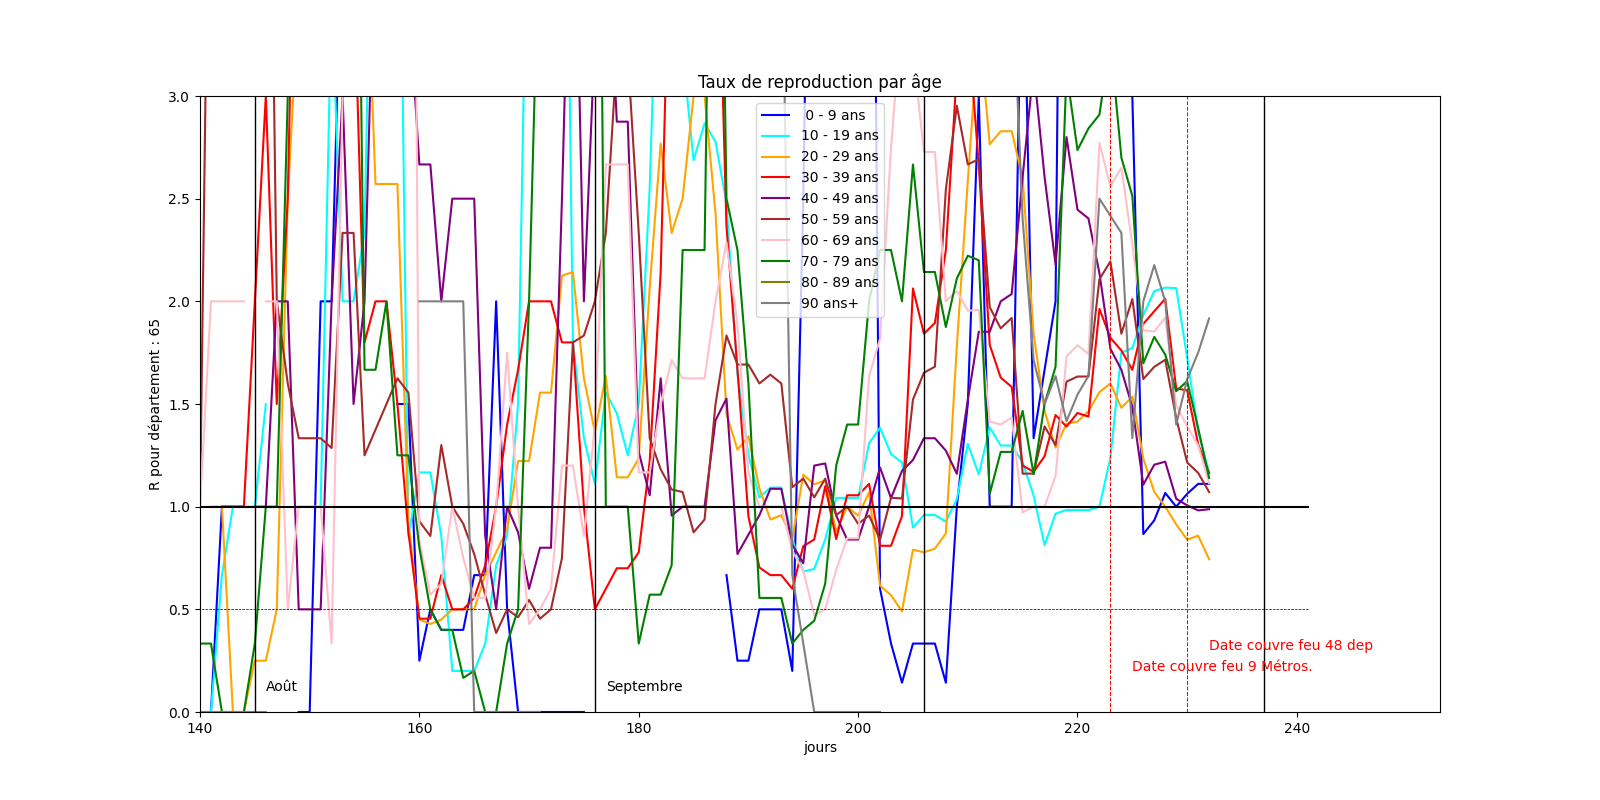 Taux de reproduction par âge
R pour département : 65
3.0
2.5
2.0
1.5
1.0
0.5
0.0
0 - 9 ans
10 - 19 ans
20 - 29 ans
30 - 39 ans
40 - 49 ans
50 - 59 ans
60 - 69 ans
70 - 79 ans
80 - 89 ans
90 ans+
Date couvre feu 48 dep
Date couvre feu 9 Métros.
Août
Septembre
140
160
180
200
220
240
jours